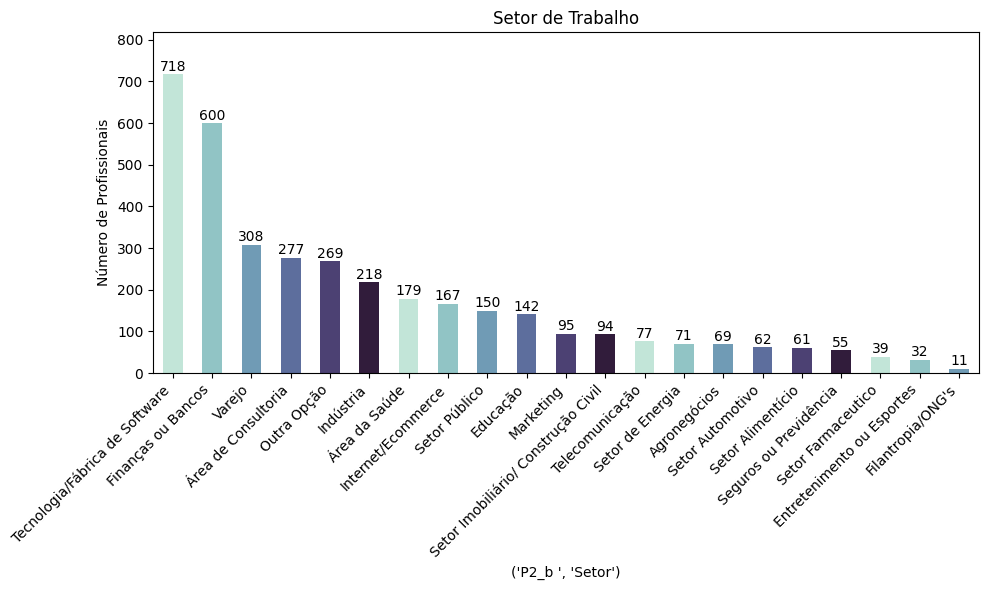 Setor de Trabalho
Número de Profissionais
800
700
600
500
400
300
200
100
0
718
600
308
277
269
218
179
167
150
142
95
94
77
71
69
62
61
55
39
32
11
Tecnologia/Fábrica de Software
Finanças ou Bancos
Varejo
Área de Consultoria
Outra Opção
Indústria
Área da Saúde
Internet/Ecommerce
Setor Público
Educação
Marketing
Setor Imobiliário/ Construção Civil
Telecomunicação
Setor de Energia
Agronegócios
Setor Automotivo
Setor Alimentício
Seguros ou Previdência
Setor Farmaceutico
Entretenimento ou Esportes
Filantropia/ONG's
('P2_b ', 'Setor')